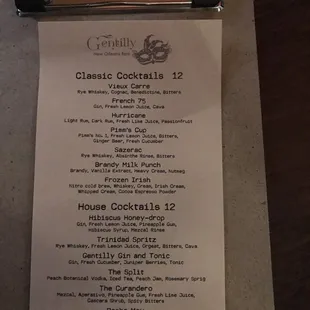 Gentilly
New Orleans Bar
Classic Cocktails 12
Vieux Carre
Rye Whiskey, Cognac, Benedictine, Bitters
French 75
Gin, Fresh Lemon Juice, Cava
Hurricane
Light Rum, Dark Rum, Fresh Lime Juice, Passionfruit
Pimm's Cup
Pimm's No. 1, Fresh Lemon Juice, Bitters,
Ginger Beer, Fresh Cucumber
Sazerac
Rye Whiskey, Absinthe Rinse, Bitters
Brandy Milk Punch
Brandy, Vanilla Extract, Heavy Cream, Nutmeg
Frozen Irish
Nitro cold brew, Whiskey, Cream, Irish Cream,
Whipped Cream, Cocoa Espresso Powder
House Cocktails 12
Hibiscus Honey-drop
Gin, Fresh Lemon Juice, Pineapple Gum,
Hibiscus Syrup, Mezcal Rinse
Trinidad Spritz
Rye Whiskey, Fresh Lemon Juice, Orgeat, Bitters, Cava
Gentilly Gin and Tonic
Gin, Fresh Cucumber, Juniper Berries, Tonic
The Split
Peach-Botanical Vodka, Iced Tea, Peach Jam, Rosemary Sprig
The Curandero
Mezcal, Aperativo, Pineapple Gum, Fresh Lime Juice,
Cascara Shrub, Spicy Bitters